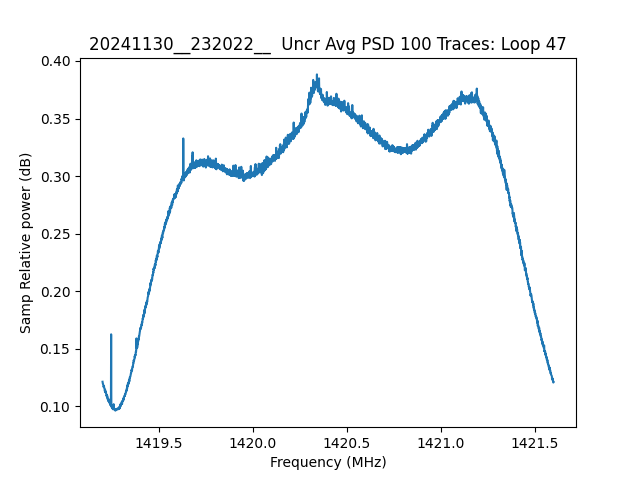 20241130__232022__  Uncr Avg PSD 100 Traces: Loop 47
0.40
0.35
0.30
0.25
0.20
0.15
0.10
Samp Relative power (dB)
1419.5 1420.0 1420.5 1421.0 1421.5
Frequency (MHz)